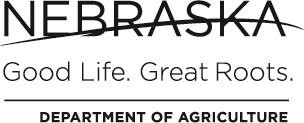 NEBRASKA
Good Life. Great Roots.
DEPARTMENT OF AGRICULTURE